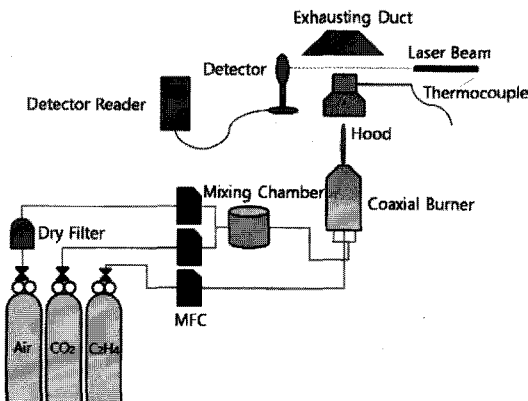 Exhausting Duct
Laser Beam
Detector
Thermocouple
Detector Reader
Hood
Mixing Chamber
Coaxial Burner
Dry Filter
MFC
Air
CO₂
C₂H₄